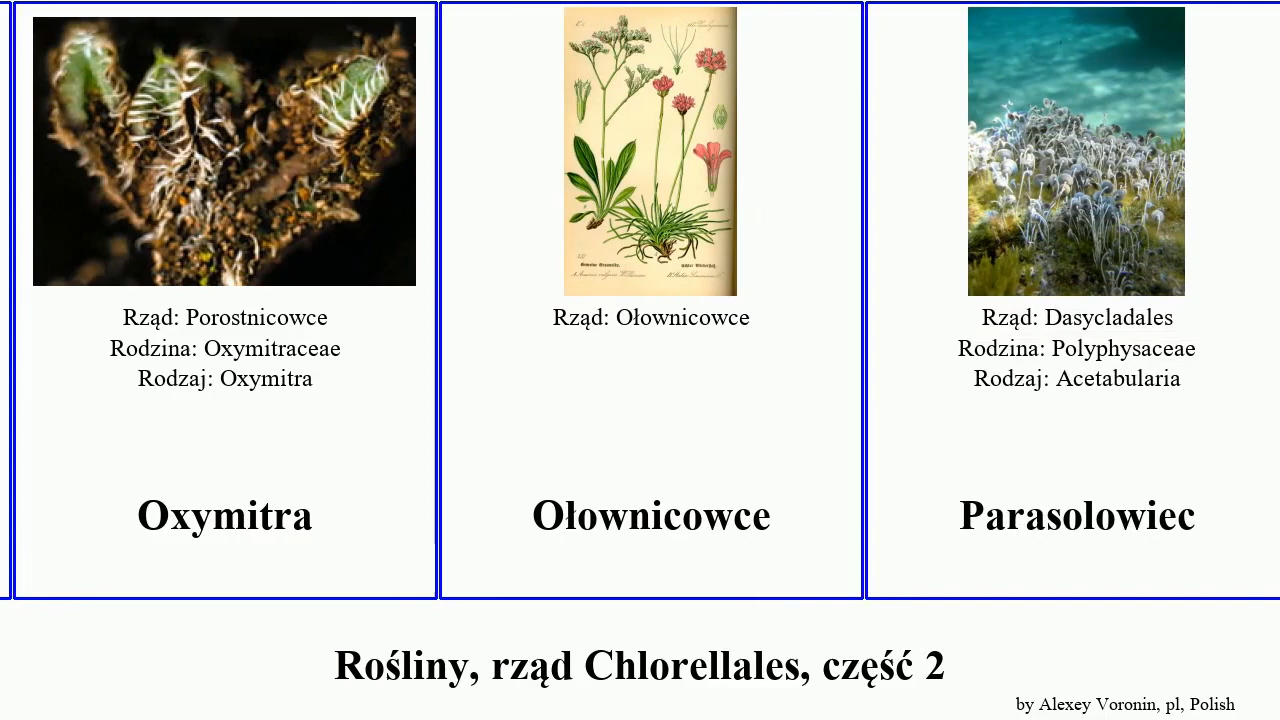 Rząd: Porostnicowce
Rodzina: Oxymitraceae
Rodzaj: Oxymitra
Oxymitra
Rząd: Ołownicowce
Ołownicowce
Rząd: Dasycladales
Rodzina: Polyphysaceae
Rodzaj: Acetabularia
Parasolowiec
Rośliny, rząd Chlorellales, część 2
by Alexey Voronin, pl, Polish